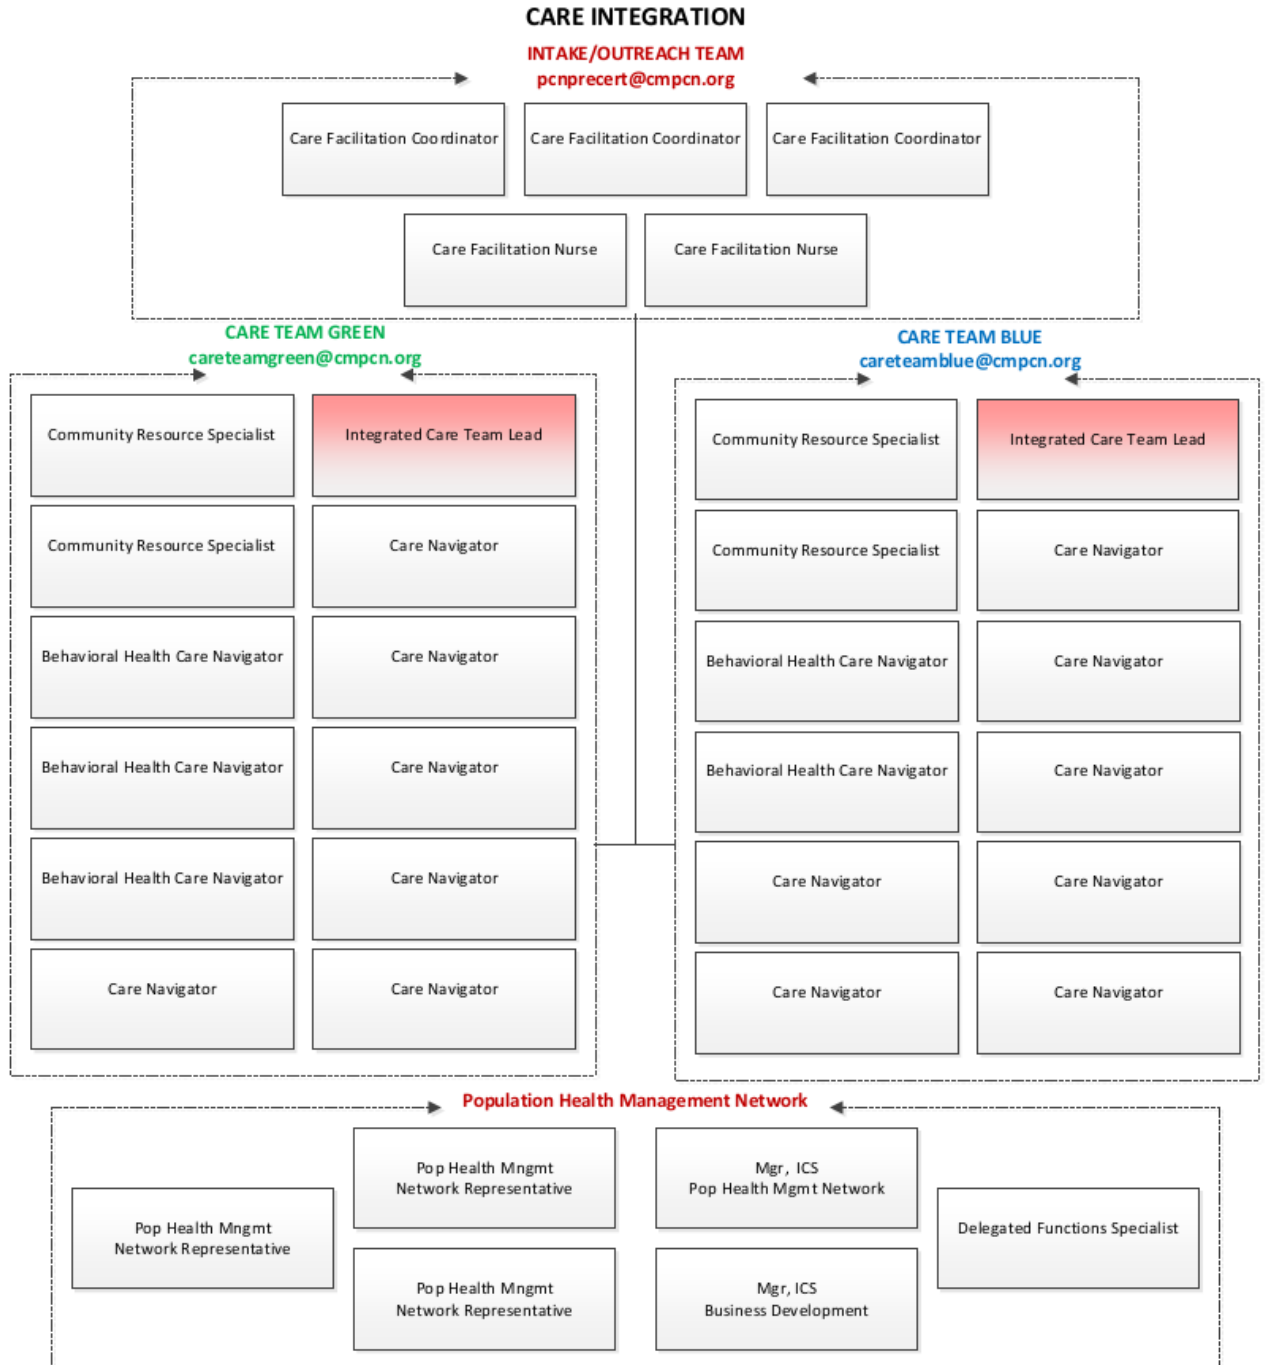 CARE INTEGRATION
INTAKE/OUTREACH TEAM
pcnprecert@cmpcn.org
Care Facilitation Coordinator
Care Facilitation Coordinator
Care Facilitation Coordinator
Care Facilitation Nurse
Care Facilitation Nurse
CARE TEAM GREEN
careteamgreen@cmpcn.org
Community Resource Specialist
Integrated Care Team Lead
Community Resource Specialist
Care Navigator
Behavioral Health Care Navigator
Care Navigator
Behavioral Health Care Navigator
Care Navigator
Behavioral Health Care Navigator
Care Navigator
Care Navigator
Care Navigator
CARE TEAM BLUE
careteamblue@cmpcn.org
Community Resource Specialist
Integrated Care Team Lead
Community Resource Specialist
Care Navigator
Behavioral Health Care Navigator
Care Navigator
Behavioral Health Care Navigator
Care Navigator
Care Navigator
Care Navigator
Care Navigator
Care Navigator
Population Health Management Network
Pop Health Mngmt
Network Representative
Pop Health Mngmt
Network Representative
Mgr, ICS
Pop Health Mgmt Network
Delegated Functions Specialist
Pop Health Mngmt
Network Representative
Mgr, ICS
Business Development